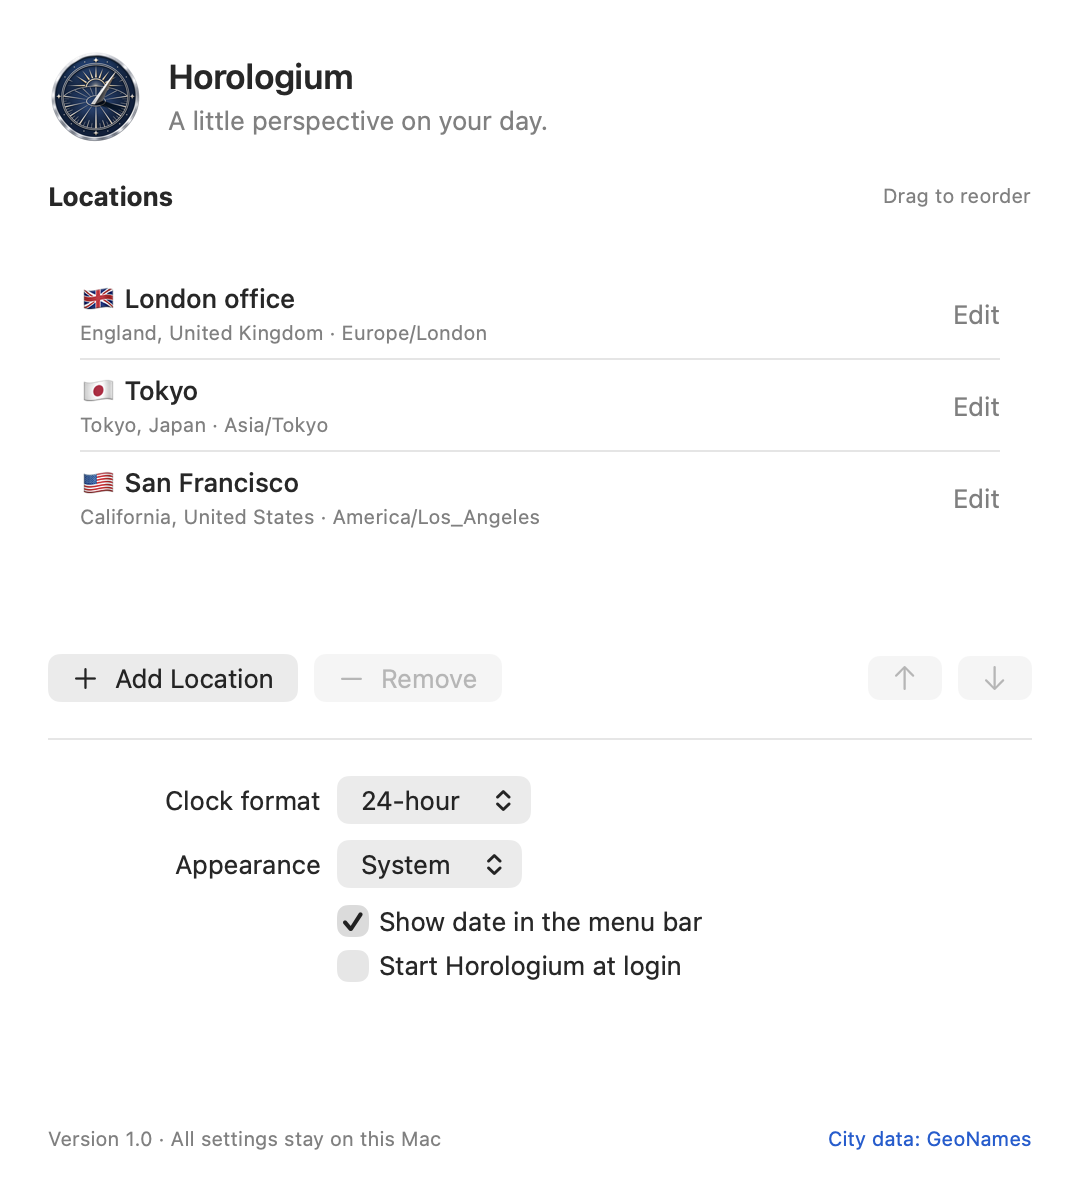 Horologium
A little perspective on your day.
Locations
Drag to reorder
London office
England, United Kingdom · Europe/London
Edit
Tokyo
Tokyo, Japan · Asia/Tokyo
Edit
San Francisco
California, United States · America/Los_Angeles
Edit
Add Location
Remove
Clock format 24-hour
Appearance System
Show date in the menu bar
Start Horologium at login
Version 1.0 · All settings stay on this Mac
City data: GeoNames